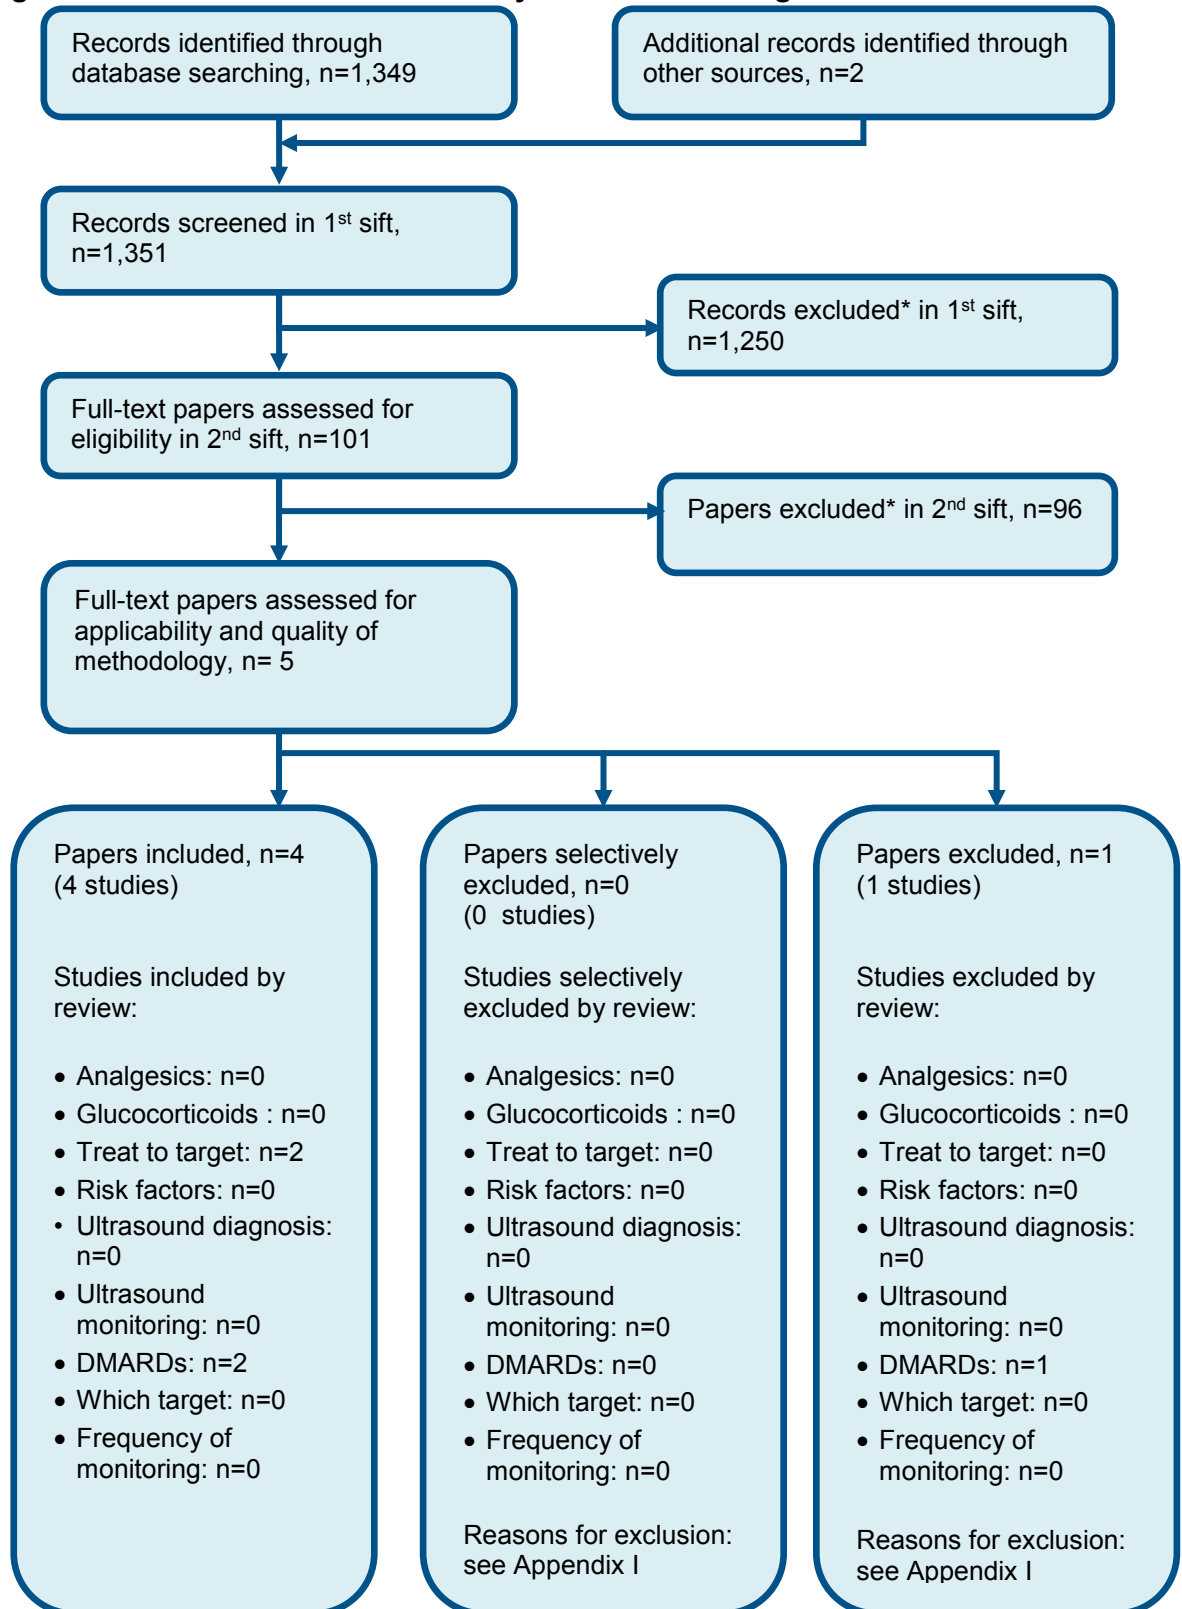 Records identified through
database searching, n=1,349
Additional records identified through
other sources, n=2
Records screened in 1st sift,
n=1,351
Records excluded* in 1st sift,
n=1,250
Full-text papers assessed for
eligibility in 2nd sift, n=101
Papers excluded* in 2nd sift, n=96
Full-text papers assessed for
applicability and quality of
methodology, n= 5
Papers included, n=4
(4 studies)
Studies included by
review:
• Analgesics: n=0
• Glucocorticoids : n=0
• Treat to target: n=2
• Risk factors: n=0
• Ultrasound diagnosis:
n=0
• Ultrasound
monitoring: n=0
• DMARDs: n=2
• Which target: n=0
• Frequency of
monitoring: n=0
Papers selectively
excluded, n=0
(0 studies)
Studies selectively
excluded by review:
• Analgesics: n=0
• Glucocorticoids : n=0
• Treat to target: n=0
• Risk factors: n=0
• Ultrasound diagnosis:
n=0
• Ultrasound
monitoring: n=0
• DMARDs: n=0
• Which target: n=0
• Frequency of
monitoring: n=0
Reasons for exclusion:
see Appendix I
Papers excluded, n=1
(1 studies)
Studies excluded by
review:
• Analgesics: n=0
• Glucocorticoids : n=0
• Treat to target: n=0
• Risk factors: n=0
• Ultrasound diagnosis:
n=0
• Ultrasound
monitoring: n=0
• DMARDs: n=1
• Which target: n=0
• Frequency of
monitoring: n=0
Reasons for exclusion:
see Appendix I